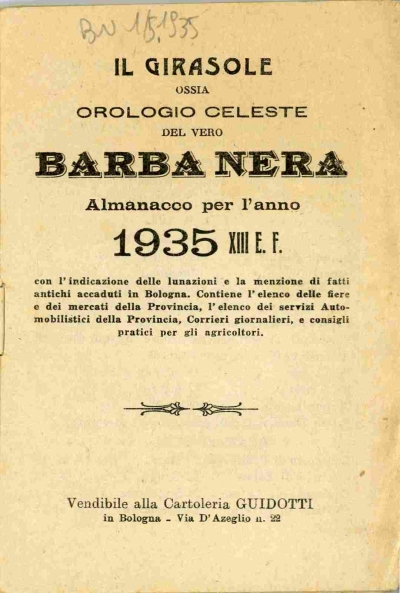 BN 1/5.1935
IL GIRASOLE
OSSIA
OROLOGIO CELESTE
DEL VERO
BARBA NERA
Almanacco per l'anno
1935 XIII E. F.
con l'indicazione delle lunazioni e la menzione di fatti
antichi accaduti in Bologna. Contiene l'elenco delle fiere
e dei mercati della Provincia, l'elenco dei servizi Auto-
mobilistici della Provincia, Corrieri giornalieri, e consigli
pratici per gli agricoltori.
Vendibile alla Cartoleria GUIDOTTI
in Bologna - Via D'Azeglio n. 22